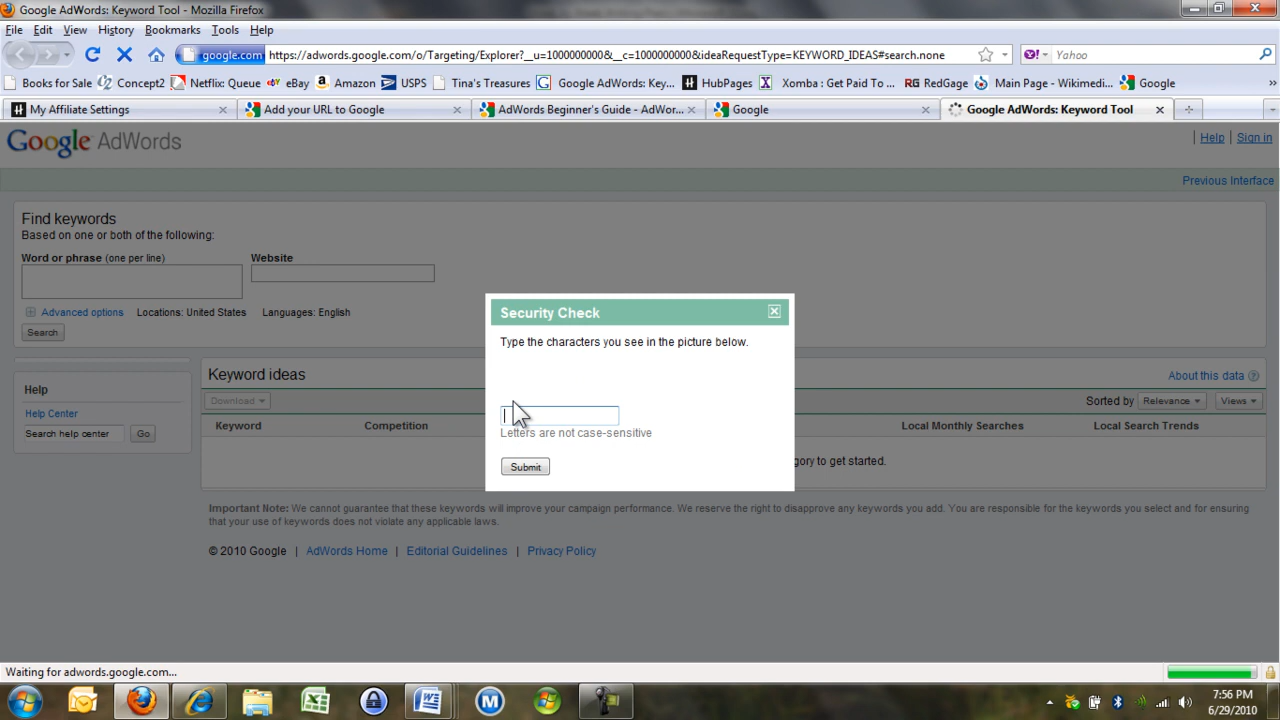 Google AdWords: Keyword Tool - Mozilla Firefox
File Edit View History Bookmarks Tools Help
google.com https://adwords.google.com/o/Targeting/Explorer?__u=1000000000&__c=1000000000&ideaRequestType=KEYWORD_IDEAS#search.none Yahoo
Books for Sale Concept2 Netflix Queue eBay Amazon USPS Tina's Treasures Google AdWords: Key... HubPages Xomba : Get Paid To ... RG RedGage Main Page - Wikimedi... Google »
My Affiliate Settings Add your URL to Google AdWords Beginner's Guide - AdWor... Google Google AdWords: Keyword Tool
Google AdWords
Help | Sign in
Previous Interface
Find keywords
Based on one or both of the following:
Word or phrase (one per line) Website
Advanced options Locations: United States Languages: English
Search
Security Check
Type the characters you see in the picture below.
Letters are not case-sensitive
Submit
Help
Help Center
Search help center Go
Keyword ideas About this data
Download Sorted by Relevance Views
Keyword Competition Local Monthly Searches Local Search Trends
gory to get started.
Important Note: We cannot guarantee that these keywords will improve your campaign performance. We reserve the right to disapprove any keywords you add. You are responsible for the keywords you select and for ensuring
that your use of keywords does not violate any applicable laws.
© 2010 Google | AdWords Home | Editorial Guidelines | Privacy Policy
Waiting for adwords.google.com...
7:56 PM
6/29/2010